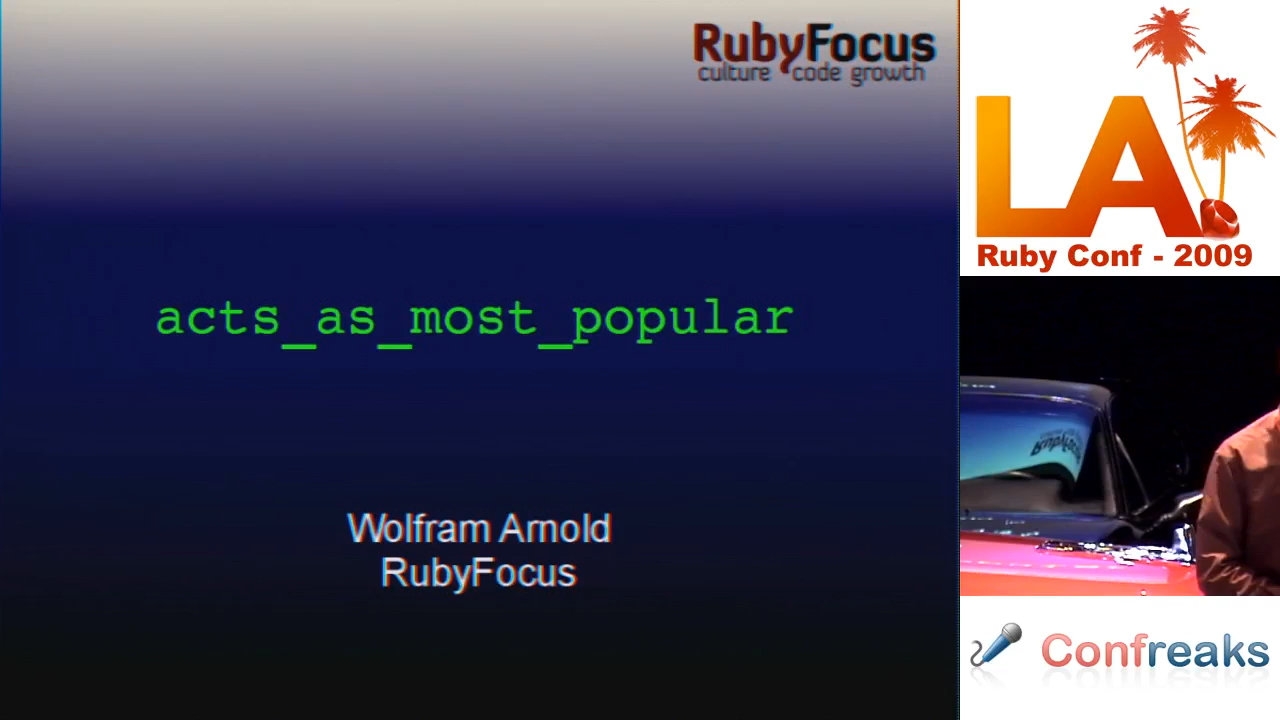 RubyFocus
culture code growth
acts_as_most_popular
Wolfram Arnold
RubyFocus
LA
Ruby Conf - 2009
Confreaks